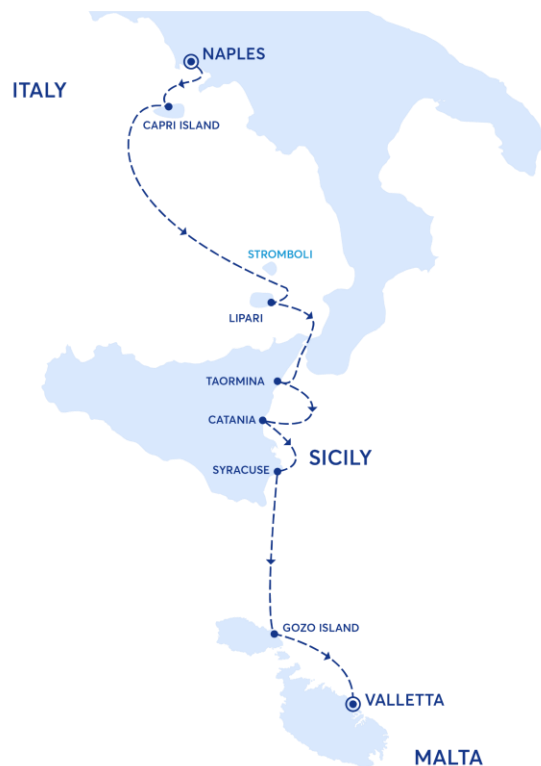 NAPLES
ITALY
CAPRI ISLAND
STROMBOLI
LIPARI
TAORMINA
CATANIA
SICILY
SYRACUSE
GOZO ISLAND
VALLETTA
MALTA